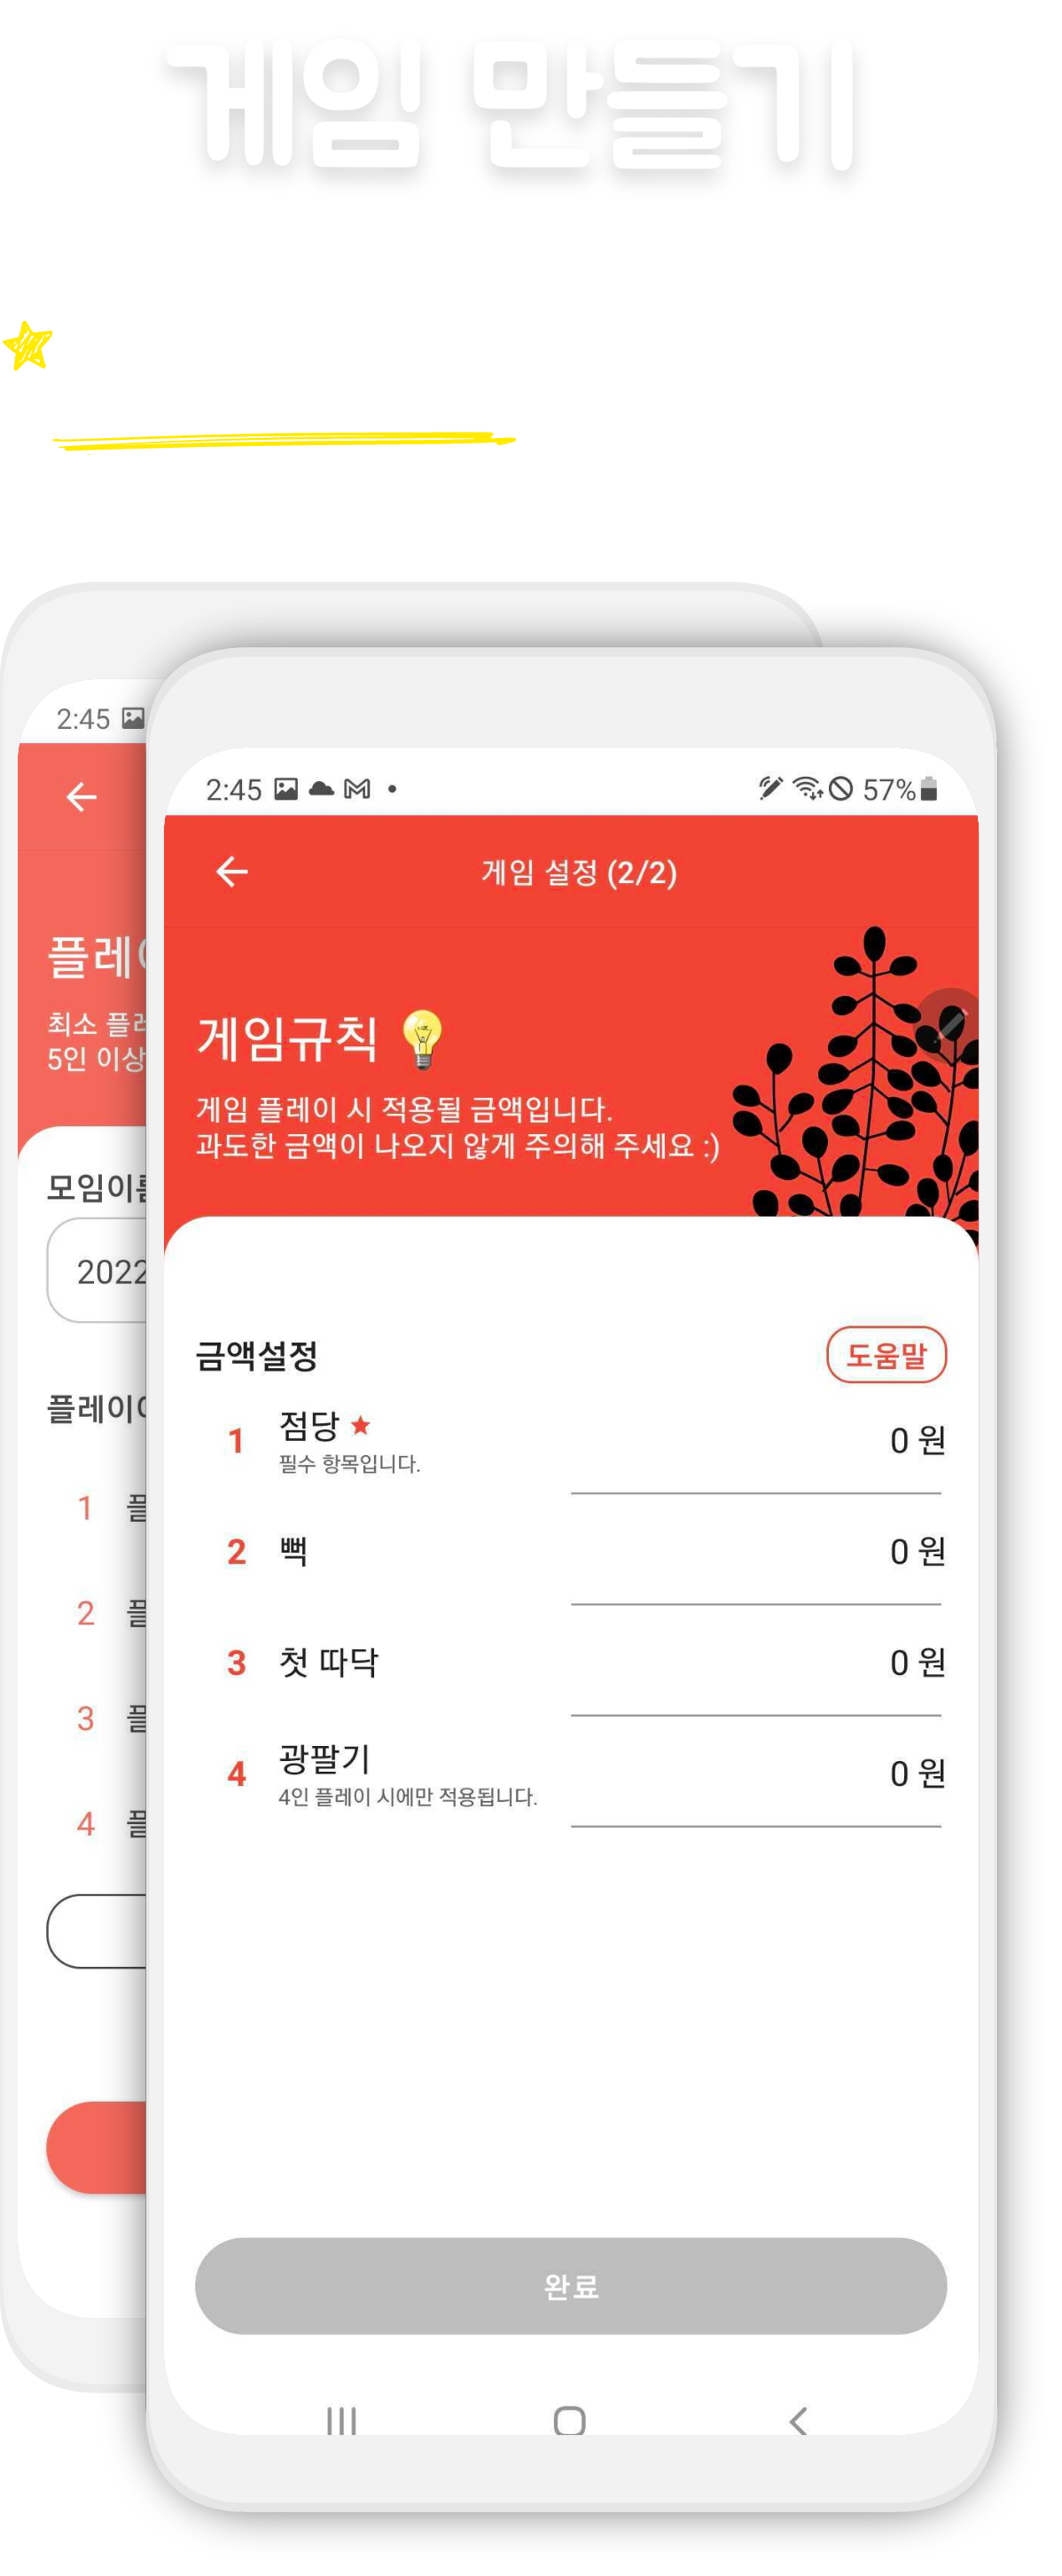 게임 만들기
2:45
플레이
최소 플레
5인 이상
모임이름
2022
플레이어
1 플
2 플
3 플
4 플
2:45 57%
게임 설정 (2/2)
게임규칙
게임 플레이 시 적용될 금액입니다.
과도한 금액이 나오지 않게 주의해 주세요 :)
금액설정 도움말
1 점당 0 원
필수 항목입니다.
2 뻑 0 원
3 첫 따닥 0 원
4 광팔기 0 원
4인 플레이 시에만 적용됩니다.
완료